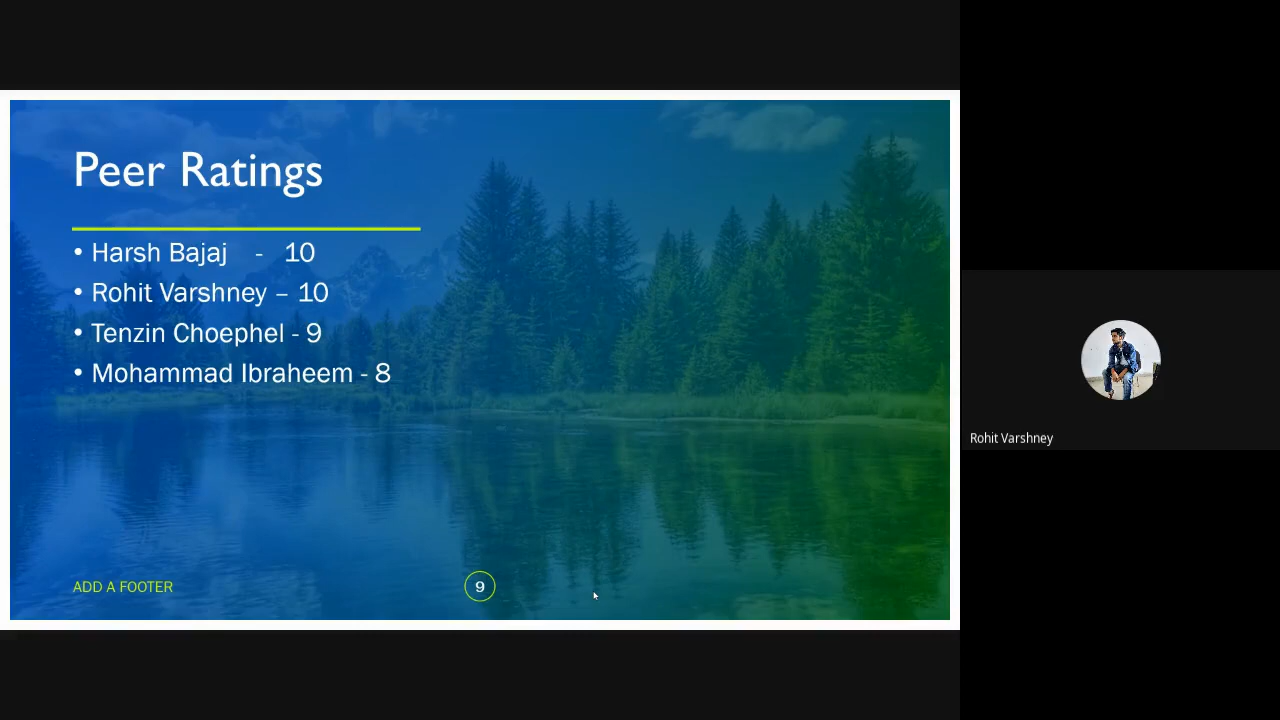 Peer Ratings
• Harsh Bajaj - 10
• Rohit Varshney – 10
• Tenzin Choephel - 9
• Mohammad Ibraheem - 8
Rohit Varshney
ADD A FOOTER
9